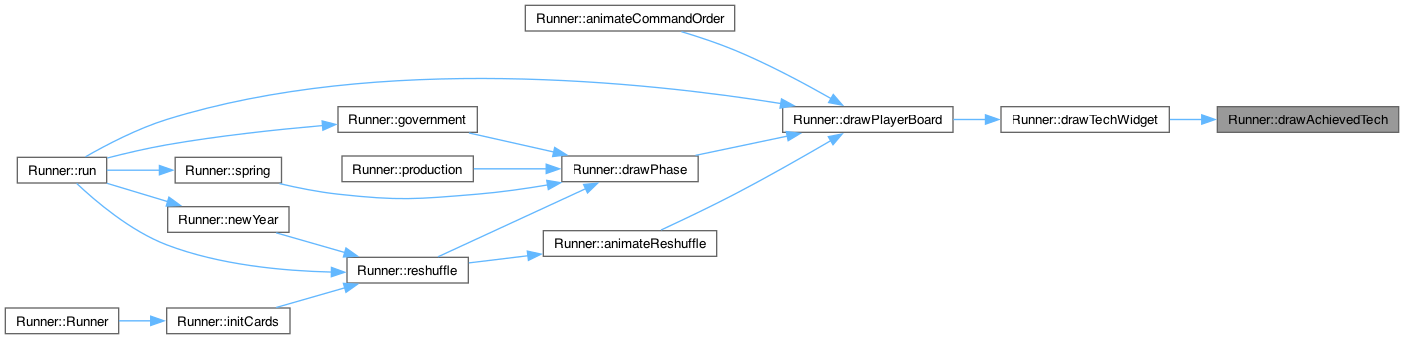 Runner::animateCommandOrder
Runner::government
Runner::drawPlayerBoard
Runner::drawTechWidget
Runner::drawAchievedTech
Runner::run
Runner::spring
Runner::production
Runner::drawPhase
Runner::newYear
Runner::animateReshuffle
Runner::reshuffle
Runner::Runner
Runner::initCards